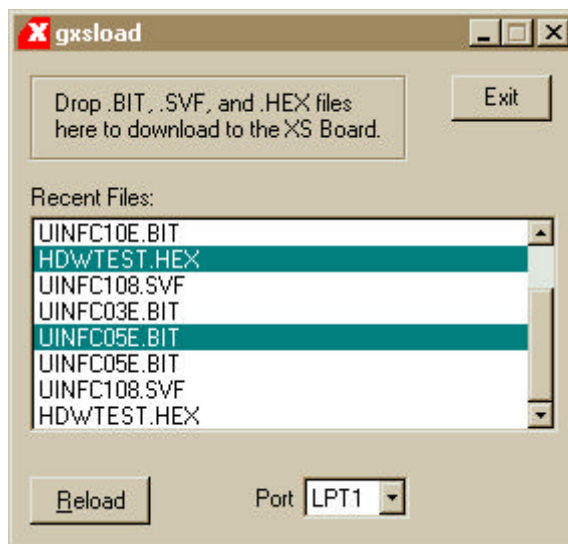 gxsload
Drop .BIT, .SVF, and .HEX files
here to download to the XS Board.
Exit
Recent Files:
UINFC10E.BIT
HDWTEST.HEX
UINFC108.SVF
UINFC03E.BIT
UINFC05E.BIT
UINFC05E.BIT
UINFC108.SVF
HDWTEST.HEX
Reload
Port LPT1